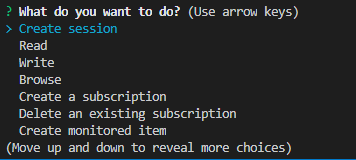 ? What do you want to do? (Use arrow keys)
> Create session
Read
Write
Browse
Create a subscription
Delete an existing subscription
Create monitored item
(Move up and down to reveal more choices)